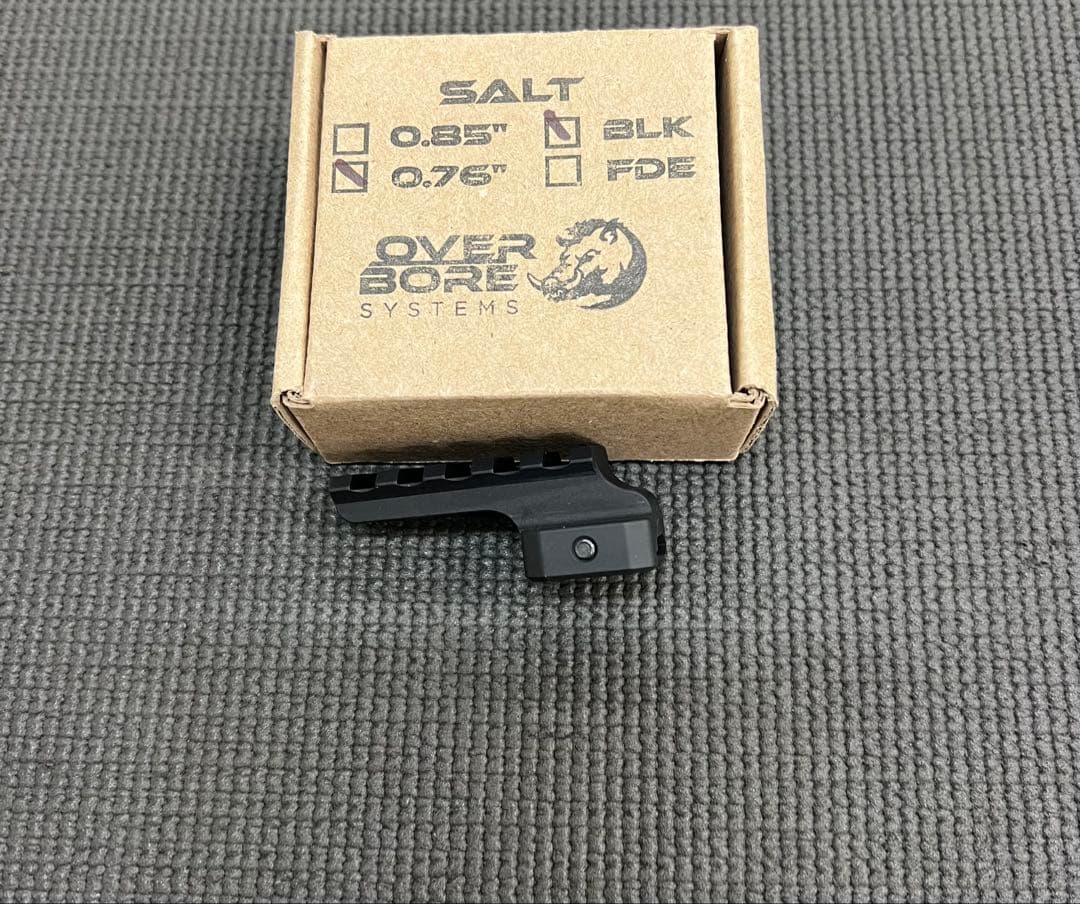 SALT
0.85" BLK
0.76" FDE
OVER
BORE
SYSTEMS